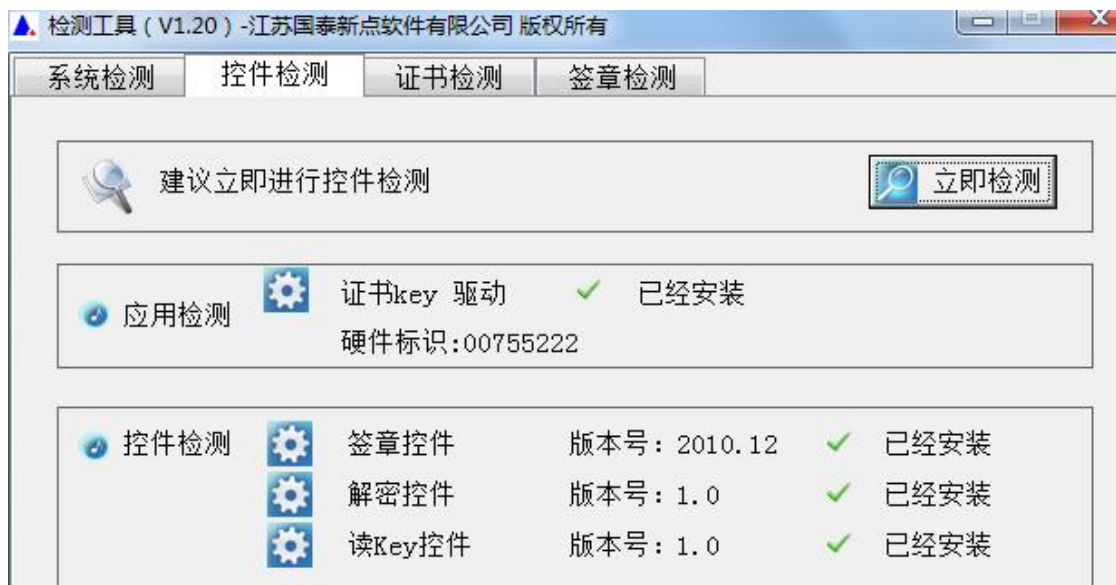 检测工具（V1.20）-江苏国泰新点软件有限公司 版权所有
系统检测 控件检测 证书检测 签章检测
建议立即进行控件检测 立即检测
应用检测 证书key 驱动 已经安装
硬件标识:00755222
控件检测 签章控件 版本号：2010.12 已经安装
解密控件 版本号：1.0 已经安装
读Key控件 版本号：1.0 已经安装